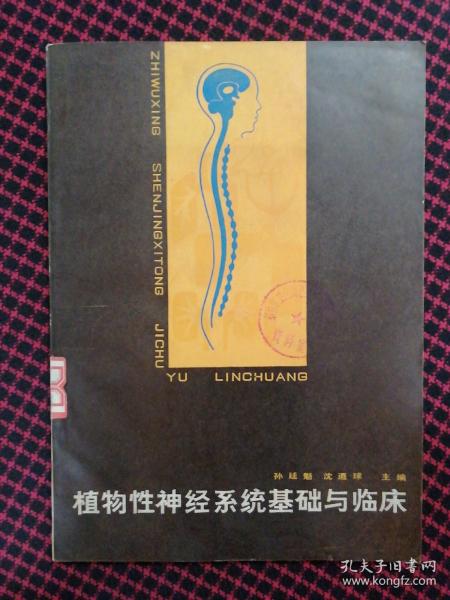 ZHIWUXING SHENJINGXITONG JICHU
YU LINCHUANG
孙廷魁 沈遒球 主编
植物性神经系统基础与临床
孔夫子旧书网
www.kongfz.com